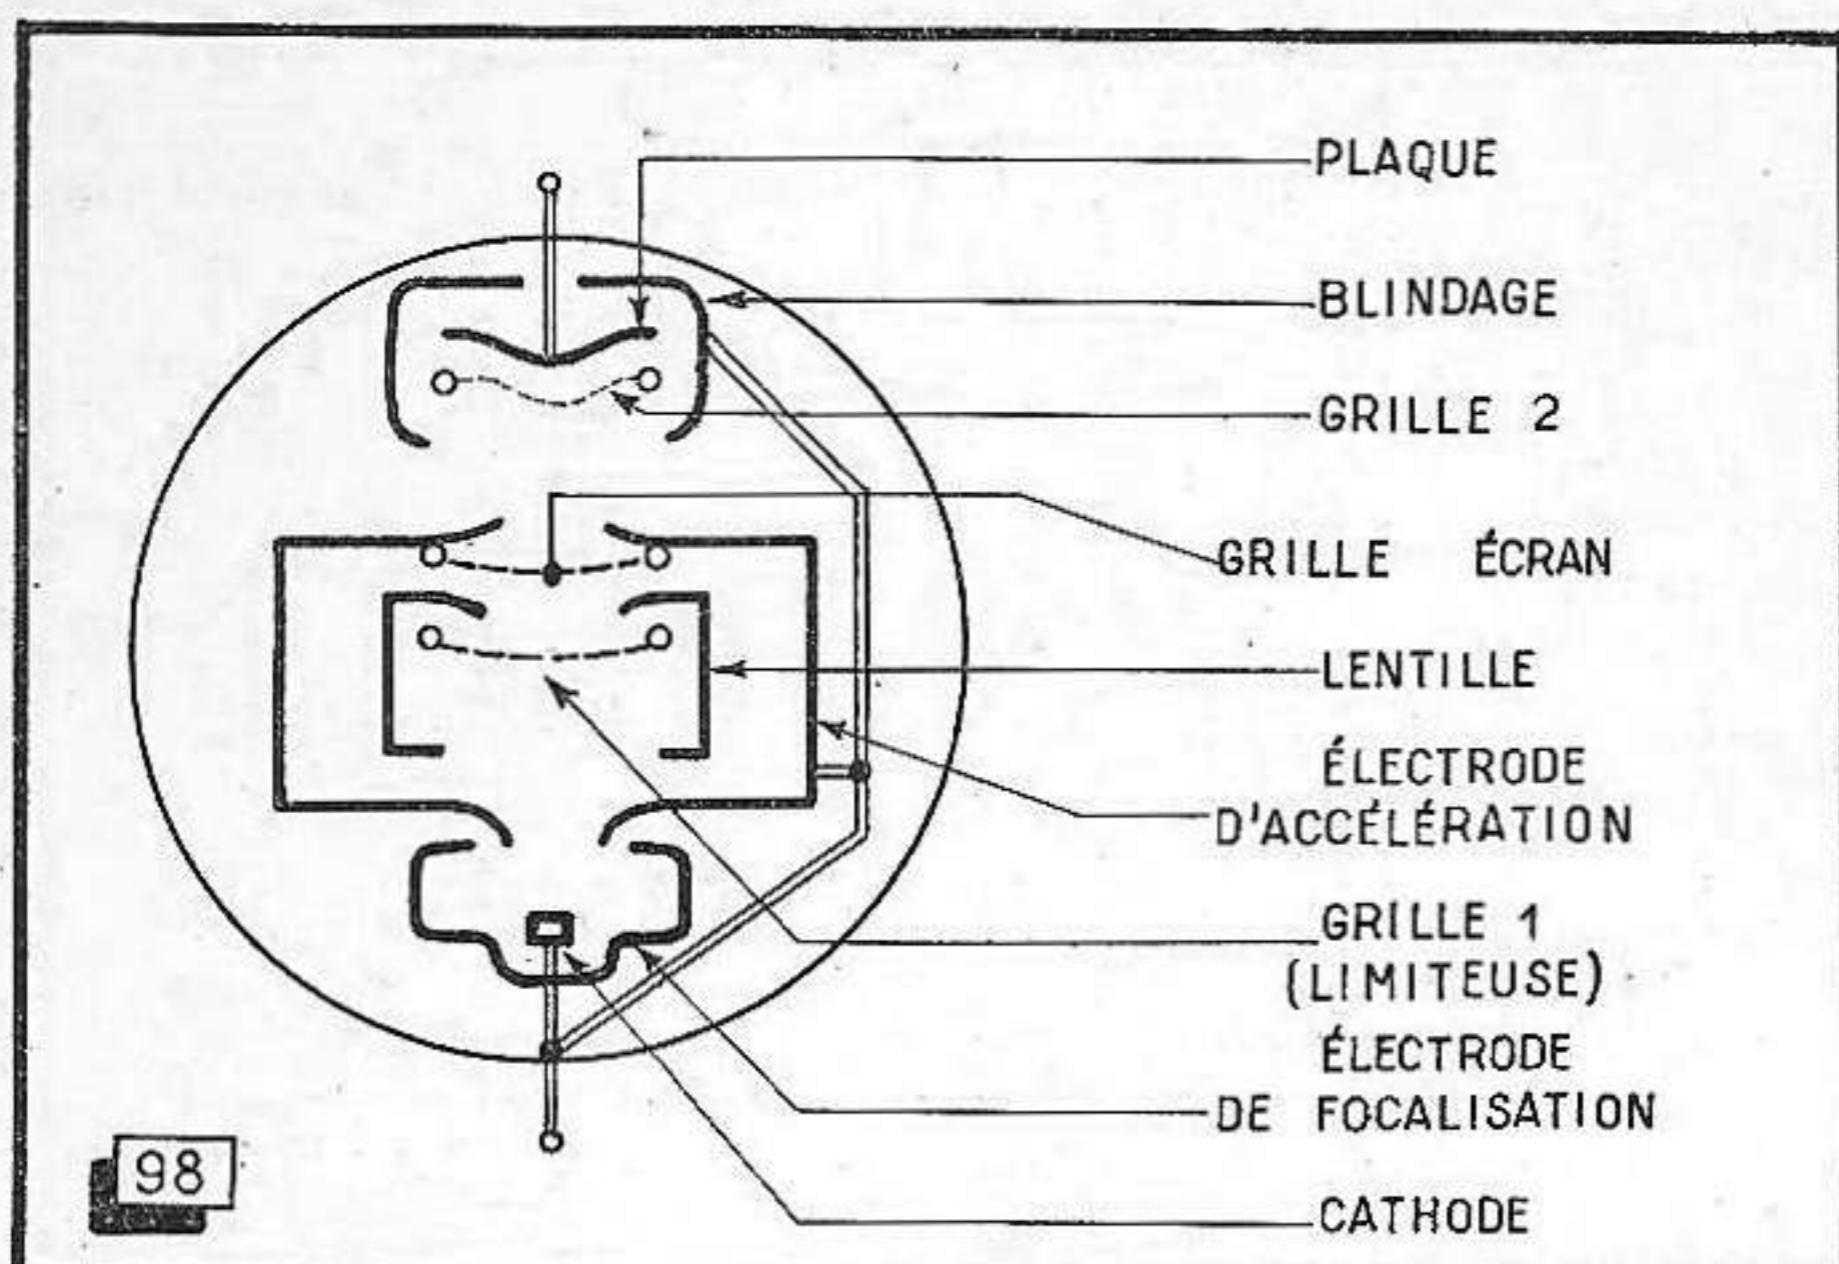 PLAQUE
BLINDAGE
GRILLE 2
GRILLE ÉCRAN
LENTILLE
ÉLECTRODE
D'ACCÉLÉRATION
GRILLE 1
(LIMITEUSE)
ÉLECTRODE
DE FOCALISATION
CATHODE
98